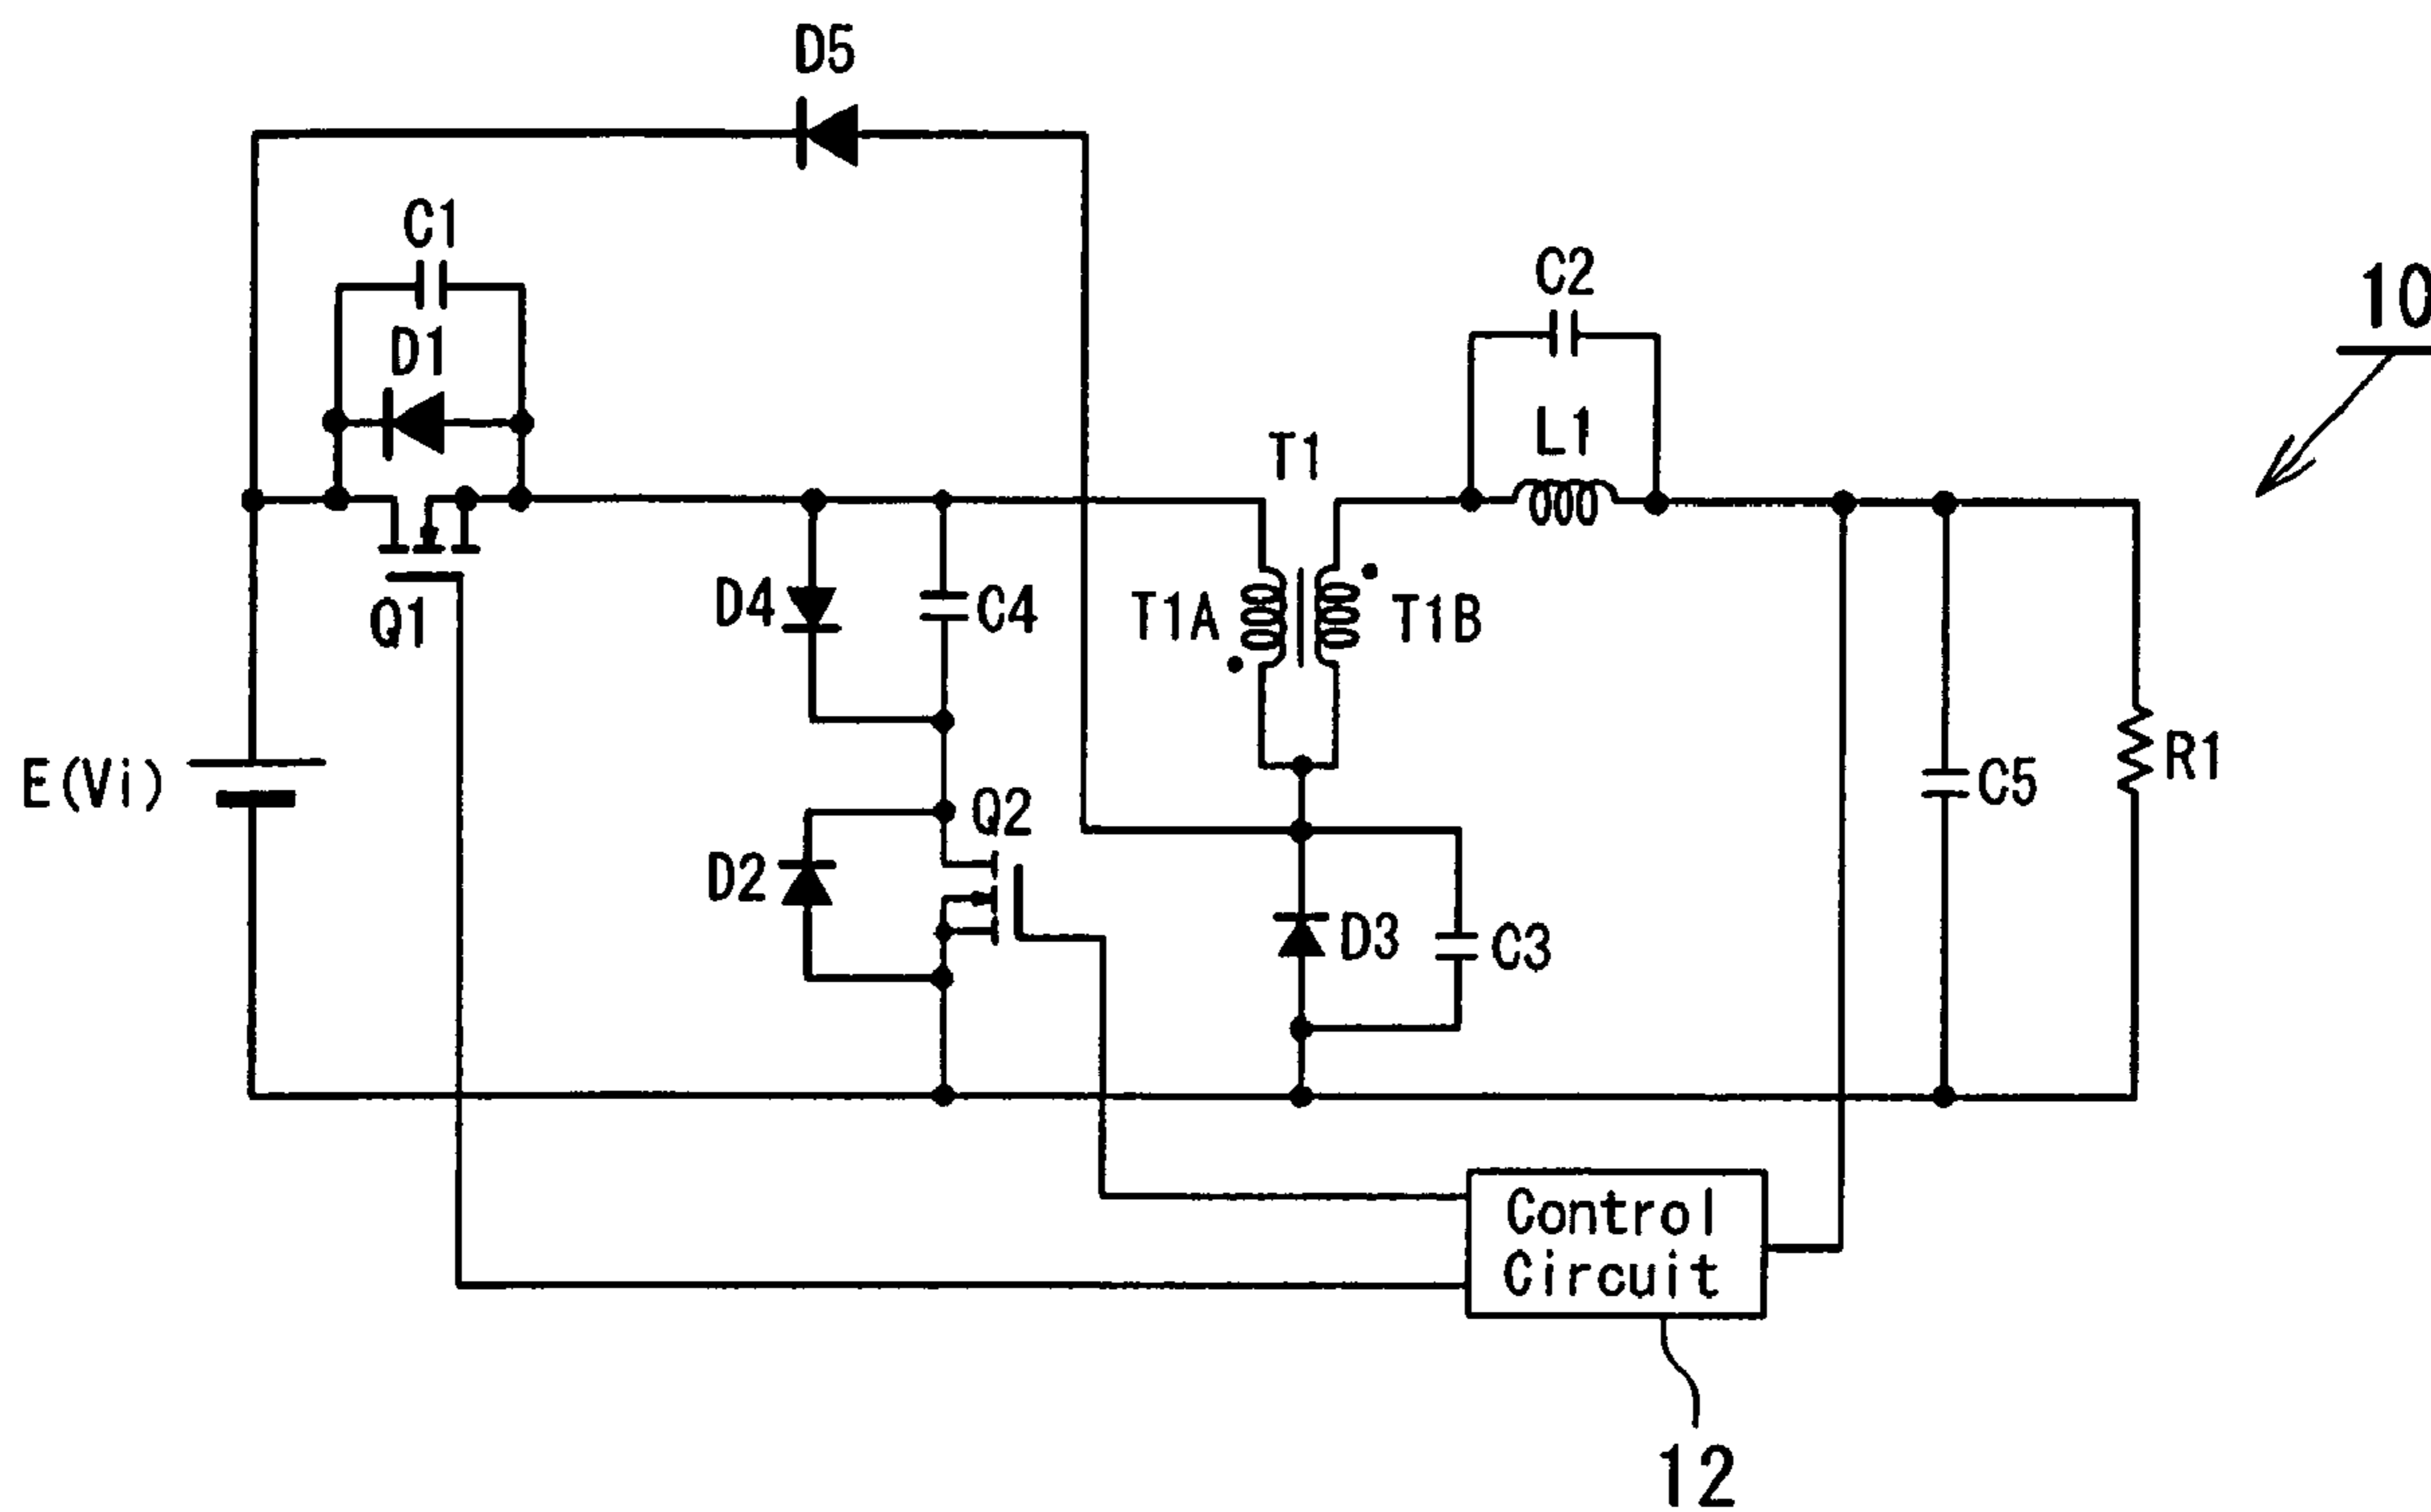 D5
C1
C2
10
D1
L1
T1
D4
C4
Q1
T1A
T1B
E(Vi)
R1
C5
Q2
D2
D3
C3
Control
Circuit
12